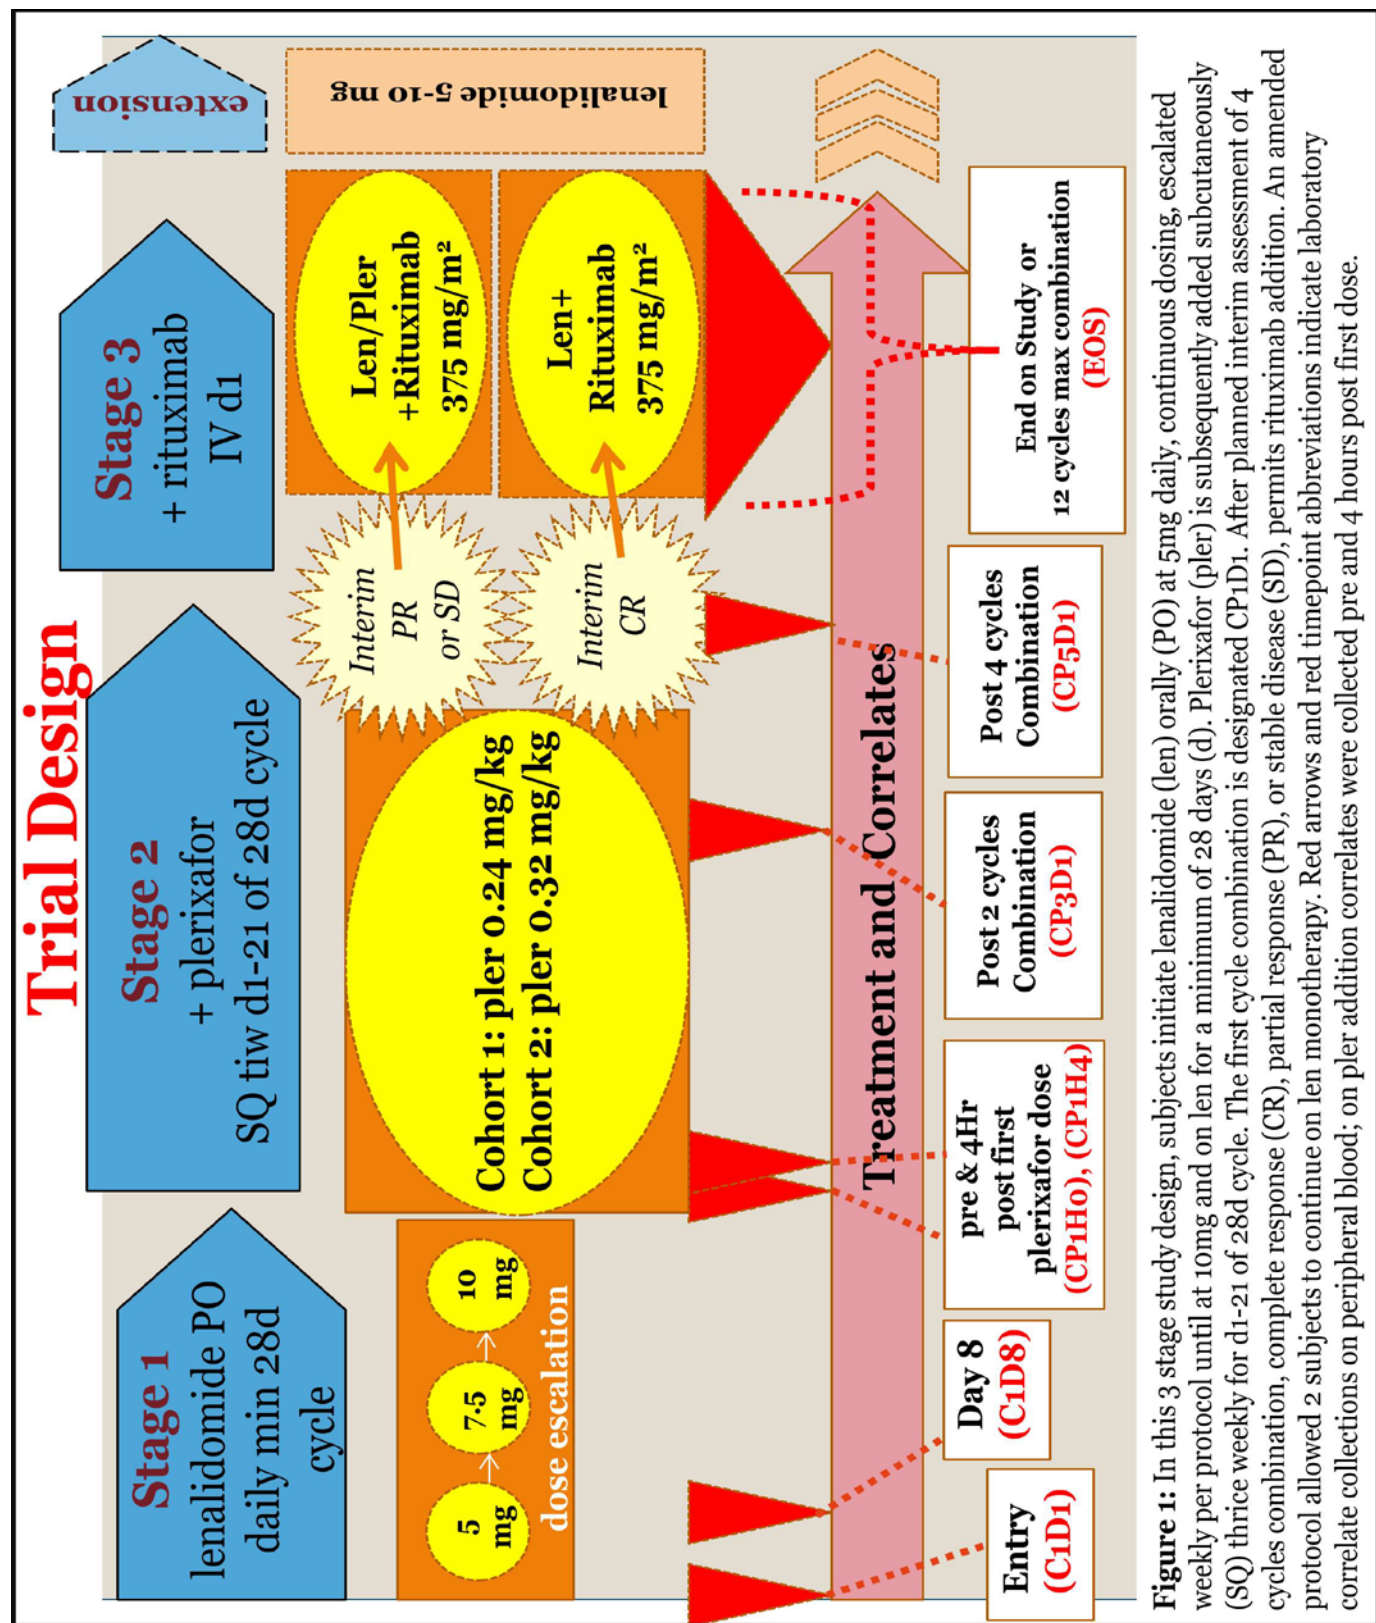 Trial Design
Stage 1
lenalidomide PO
daily min 28d
cycle
Stage 2
+ plerixafor
SQ tiw d1-21 of 28d cycle
Stage 3
+ rituximab
IV d1
extension
5
mg
7.5
mg
10
mg
dose escalation
Cohort 1: pler 0.24 mg/kg
Cohort 2: pler 0.32 mg/kg
Interim
PR
or SD
Interim
CR
Len/Pler
+Rituximab
375 mg/m²
Len+
Rituximab
375 mg/m²
lenalidomide 5-10 mg
Treatment and Correlates
Entry
(C1D1)
Day 8
(C1D8)
pre & 4Hr
post first
plerixafor dose
(CP1H0), (CP1H4)
Post 2 cycles
Combination
(CP3D1)
Post 4 cycles
Combination
(CP5D1)
End on Study or
12 cycles max combination
(EOS)
Figure 1: In this 3 stage study design, subjects initiate lenalidomide (len) orally (PO) at 5mg daily, continuous dosing, escalated
weekly per protocol until at 10mg and on len for a minimum of 28 days (d). Plerixafor (pler) is subsequently added subcutaneously
(SQ) thrice weekly for d1-21 of 28d cycle. The first cycle combination is designated CP1D1. After planned interim assessment of 4
cycles combination, complete response (CR), partial response (PR), or stable disease (SD), permits rituximab addition. An amended
protocol allowed 2 subjects to continue on len monotherapy. Red arrows and red timepoint abbreviations indicate laboratory
correlate collections on peripheral blood; on pler addition correlates were collected pre and 4 hours post first dose.